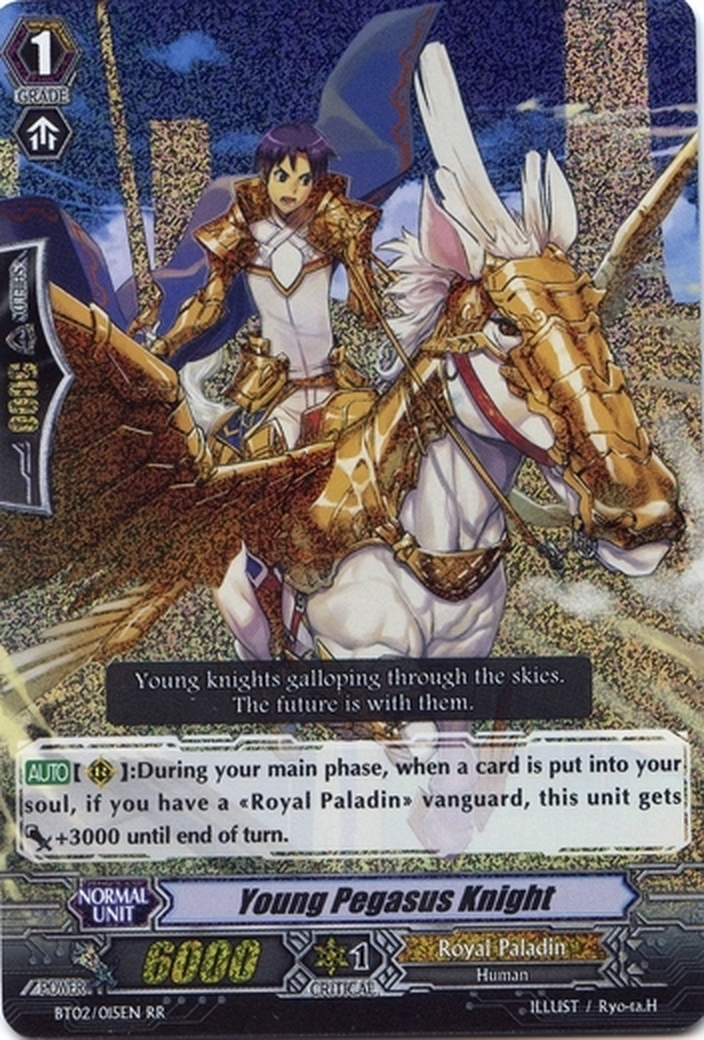 1
GRADE
5000
Young knights galloping through the skies.
The future is with them.
AUTO [ R ]:During your main phase, when a card is put into your
soul, if you have a «Royal Paladin» vanguard, this unit gets
+3000 until end of turn.
NORMAL
UNIT
Young Pegasus Knight
POWER
6000
1
CRITICAL
Royal Paladin
Human
BT02/015EN RR
ILLUST / Ryo-ta.H